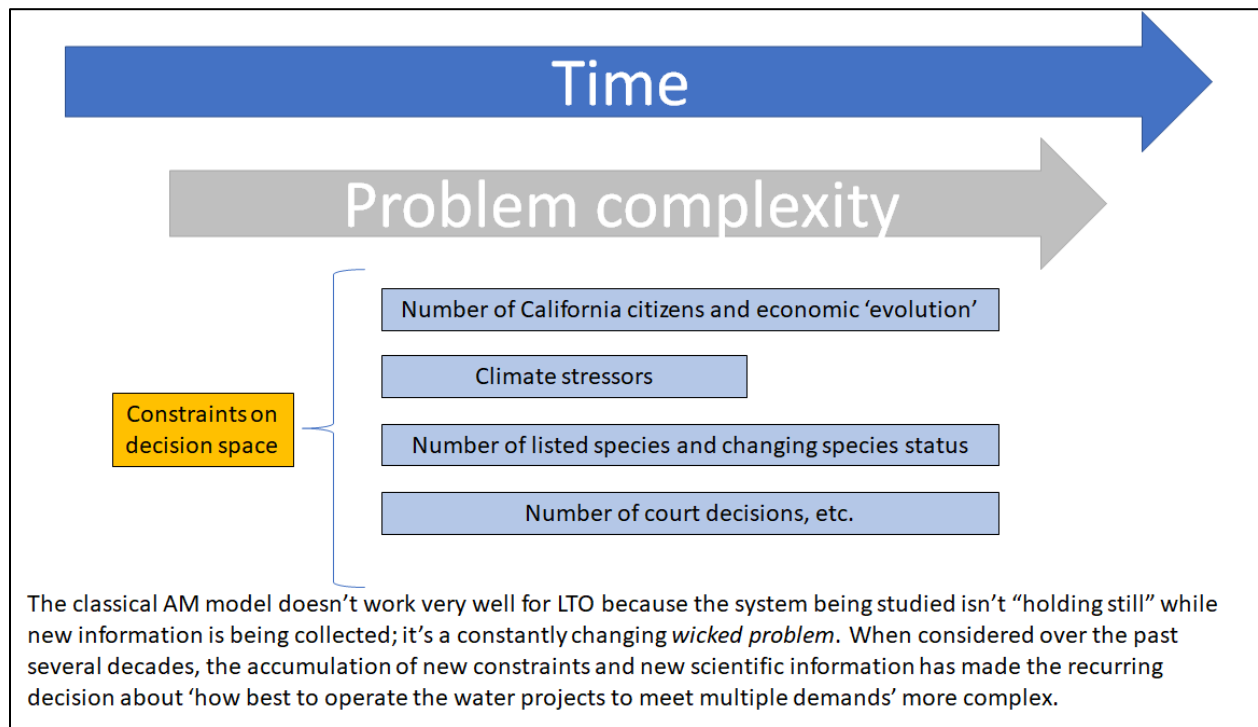 Time
Problem complexity
Number of California citizens and economic ‘evolution’
Climate stressors
Constraints on
decision space
Number of listed species and changing species status
Number of court decisions, etc.
The classical AM model doesn’t work very well for LTO because the system being studied isn’t “holding still” while
new information is being collected; it’s a constantly changing wicked problem. When considered over the past
several decades, the accumulation of new constraints and new scientific information has made the recurring
decision about ‘how best to operate the water projects to meet multiple demands’ more complex.